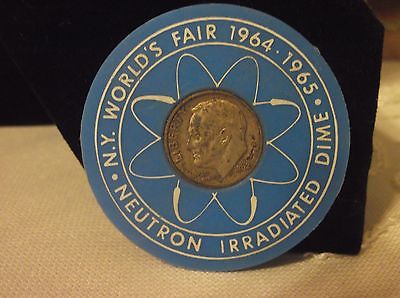 N.Y. WORLD'S FAIR 1964·1965·
NEUTRON IRRADIATED DIME·
LIBERTY